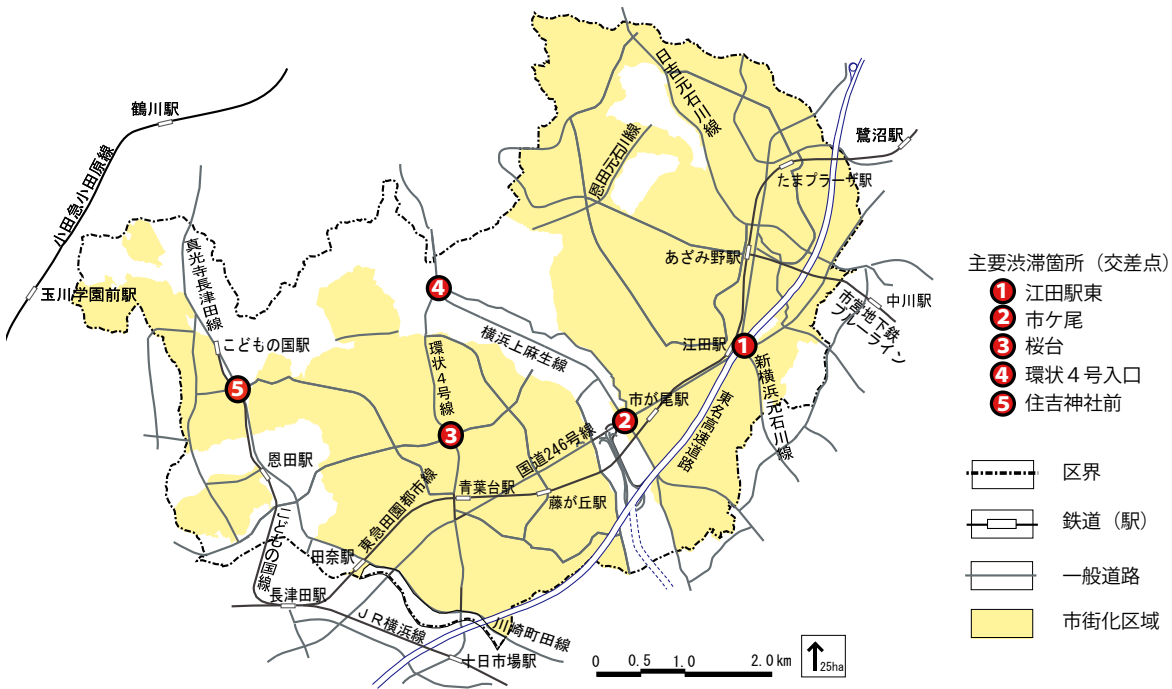 鶴川駅
小田急小田原線
玉川学園前駅
真光寺長津田線
こどもの国駅
恩田駅
こどもの国線
長津田駅
田奈駅
東急田園都市線
JR横浜線
十日市場駅
川崎町田線
環状4号線
横浜上麻生線
青葉台駅
藤が丘駅
国道246号線
市が尾駅
東名高速道路
江田駅
新横浜元石川線
あざみ野駅
たまプラーザ駅
鷺沼駅
日吉元石川線
恩田元石川線
中川駅
市営地下鉄
ブルーライン
1
2
3
4
5
主要渋滞箇所(交差点)
1 江田駅東
2 市ケ尾
3 桜台
4 環状4号入口
5 住吉神社前
区界
鉄道(駅)
一般道路
市街化区域
0 0.5 1.0 2.0km
25ha